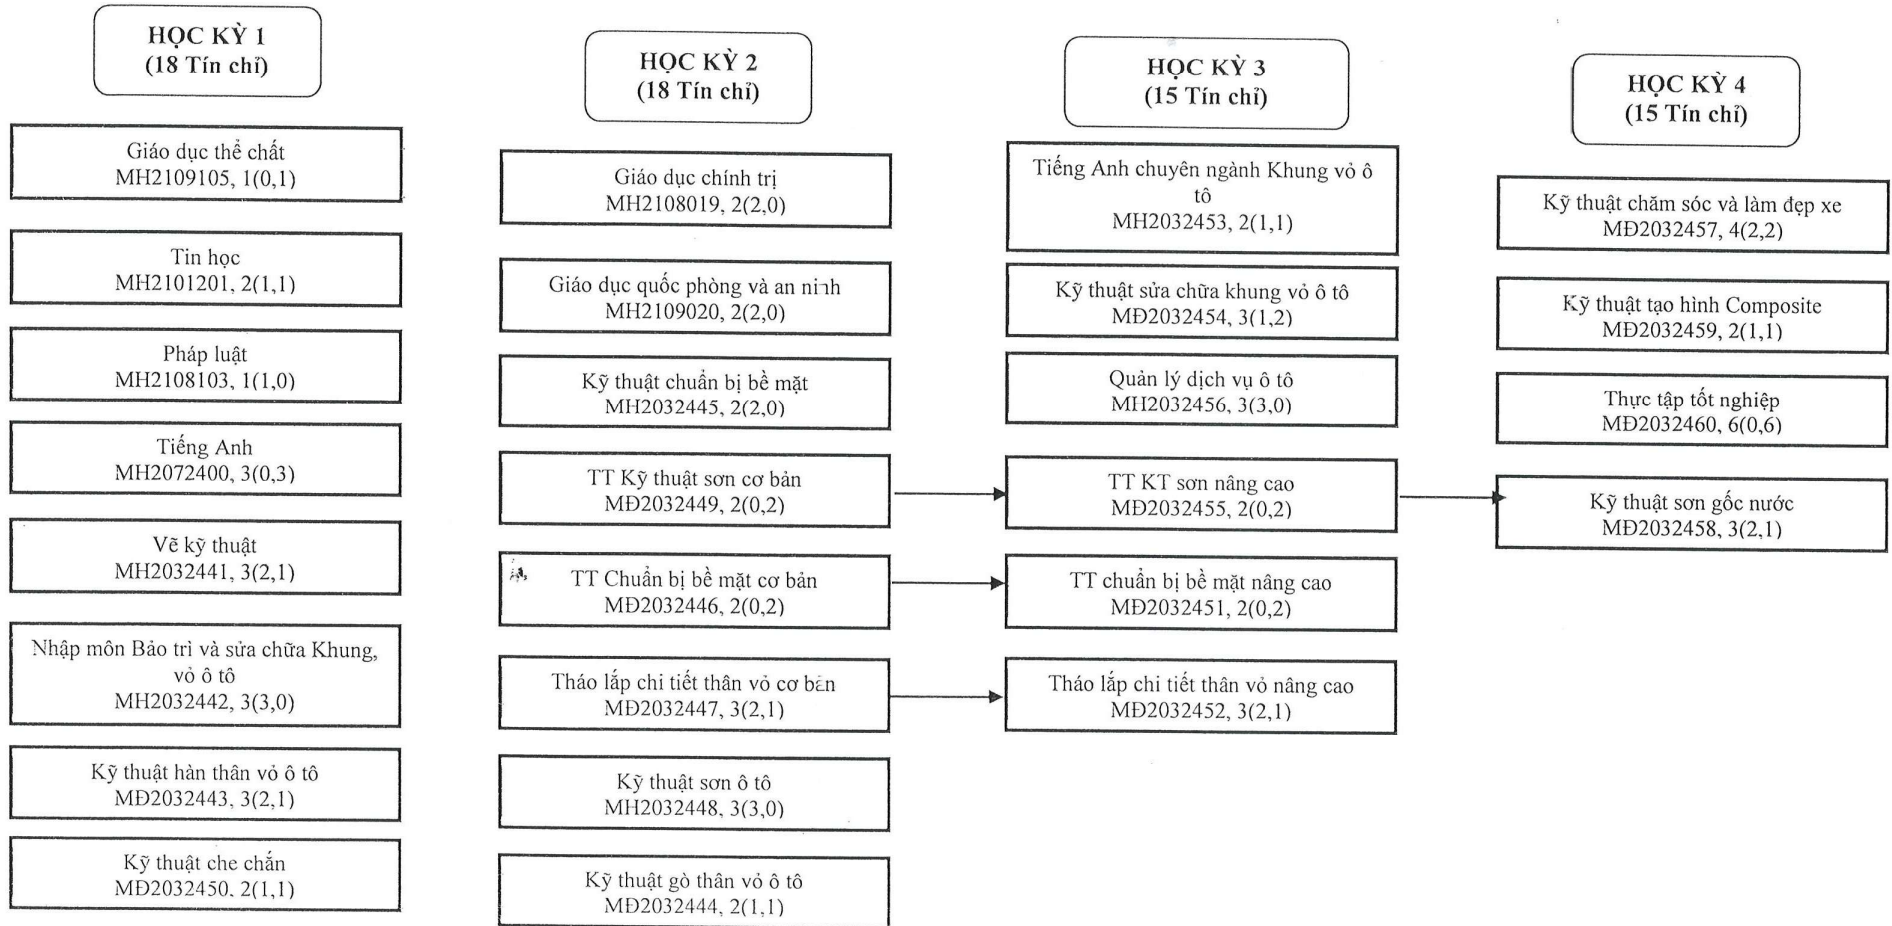 HỌC KỲ 1
(18 Tín chỉ)
Giáo dục thể chất
MH2109105, 1(0,1)
Tin học
MH2101201, 2(1,1)
Pháp luật
MH2108103, 1(1,0)
Tiếng Anh
MH2072400, 3(0,3)
Vẽ kỹ thuật
MH2032441, 3(2,1)
Nhập môn Bảo trì và sửa chữa Khung,
vỏ ô tô
MH2032442, 3(3,0)
Kỹ thuật hàn thân vỏ ô tô
MĐ2032443, 3(2,1)
Kỹ thuật che chắn
MĐ2032450, 2(1,1)
HỌC KỲ 2
(18 Tín chỉ)
Giáo dục chính trị
MH2108019, 2(2,0)
Giáo dục quốc phòng và an ninh
MH2109020, 2(2,0)
Kỹ thuật chuẩn bị bề mặt
MH2032445, 2(2,0)
TT Kỹ thuật sơn cơ bản
MĐ2032449, 2(0,2)
TT Chuẩn bị bề mặt cơ bản
MĐ2032446, 2(0,2)
Tháo lắp chi tiết thân vỏ cơ bản
MĐ2032447, 3(2,1)
Kỹ thuật sơn ô tô
MH2032448, 3(3,0)
Kỹ thuật gò thân vỏ ô tô
MĐ2032444, 2(1,1)
HỌC KỲ 3
(15 Tín chỉ)
Tiếng Anh chuyên ngành Khung vỏ ô
tô
MH2032453, 2(1,1)
Kỹ thuật sửa chữa khung vỏ ô tô
MĐ2032454, 3(1,2)
Quản lý dịch vụ ô tô
MH2032456, 3(3,0)
TT KT sơn nâng cao
MĐ2032455, 2(0,2)
TT chuẩn bị bề mặt nâng cao
MĐ2032451, 2(0,2)
Tháo lắp chi tiết thân vỏ nâng cao
MĐ2032452, 3(2,1)
HỌC KỲ 4
(15 Tín chỉ)
Kỹ thuật chăm sóc và làm đẹp xe
MĐ2032457, 4(2,2)
Kỹ thuật tạo hình Composite
MĐ2032459, 2(1,1)
Thực tập tốt nghiệp
MĐ2032460, 6(0,6)
Kỹ thuật sơn gốc nước
MĐ2032458, 3(2,1)